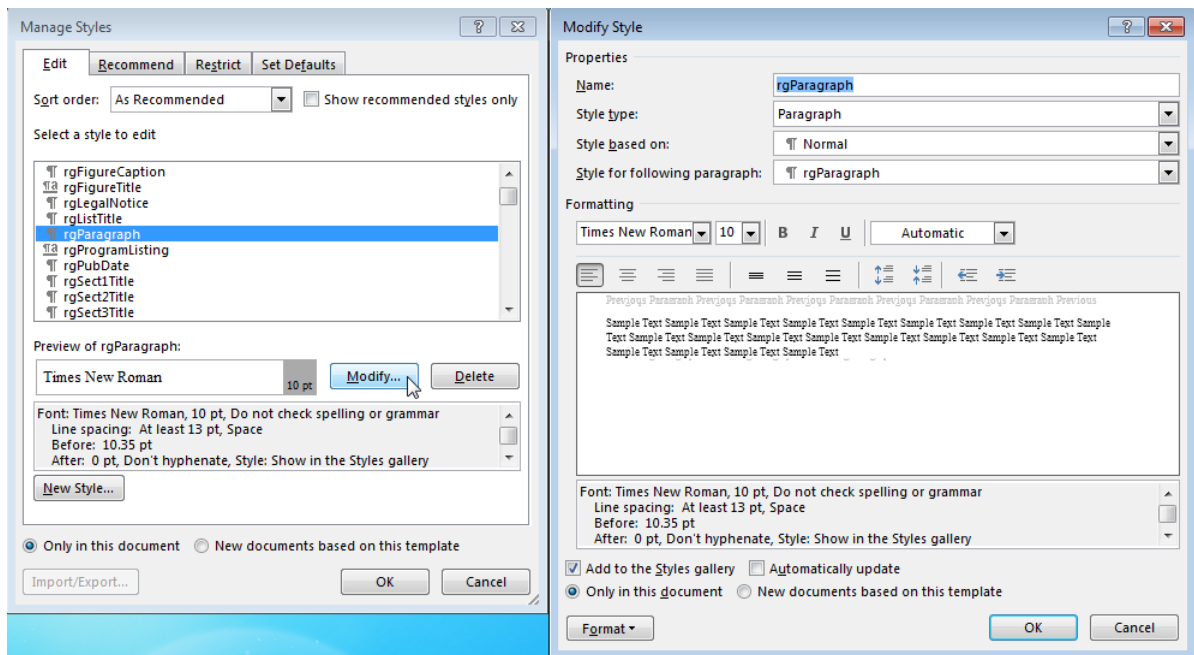 Manage Styles
Edit Recommend Restrict Set Defaults
Sort order: As Recommended Show recommended styles only
Select a style to edit
¶ rgFigureCaption
¶a rgFigureTitle
¶ rgLegalNotice
¶ rgListTitle
¶ rgParagraph
¶a rgProgramListing
¶ rgPubDate
¶ rgSect1Title
¶ rgSect2Title
¶ rgSect3Title
Preview of rgParagraph:
Times New Roman 10 pt Modify... Delete
Font: Times New Roman, 10 pt, Do not check spelling or grammar
Line spacing: At least 13 pt, Space
Before: 10.35 pt
After: 0 pt, Don't hyphenate, Style: Show in the Styles gallery
New Style...
Only in this document New documents based on this template
Import/Export... OK Cancel
Modify Style
Properties
Name: rgParagraph
Style type: Paragraph
Style based on: ¶ Normal
Style for following paragraph: ¶ rgParagraph
Formatting
Times New Roman 10 B I U Automatic
Previous Paragraph Previous Paragraph Previous Paragraph Previous Paragraph Previous Paragraph Previous
Sample Text Sample Text Sample Text Sample Text Sample Text Sample Text Sample Text Sample Text Sample
Text Sample Text Sample Text Sample Text Sample Text Sample Text Sample Text Sample Text Sample Text
Sample Text Sample Text Sample Text Sample Text
Font: Times New Roman, 10 pt, Do not check spelling or grammar
Line spacing: At least 13 pt, Space
Before: 10.35 pt
After: 0 pt, Don't hyphenate, Style: Show in the Styles gallery
Add to the Styles gallery Automatically update
Only in this document New documents based on this template
Format OK Cancel